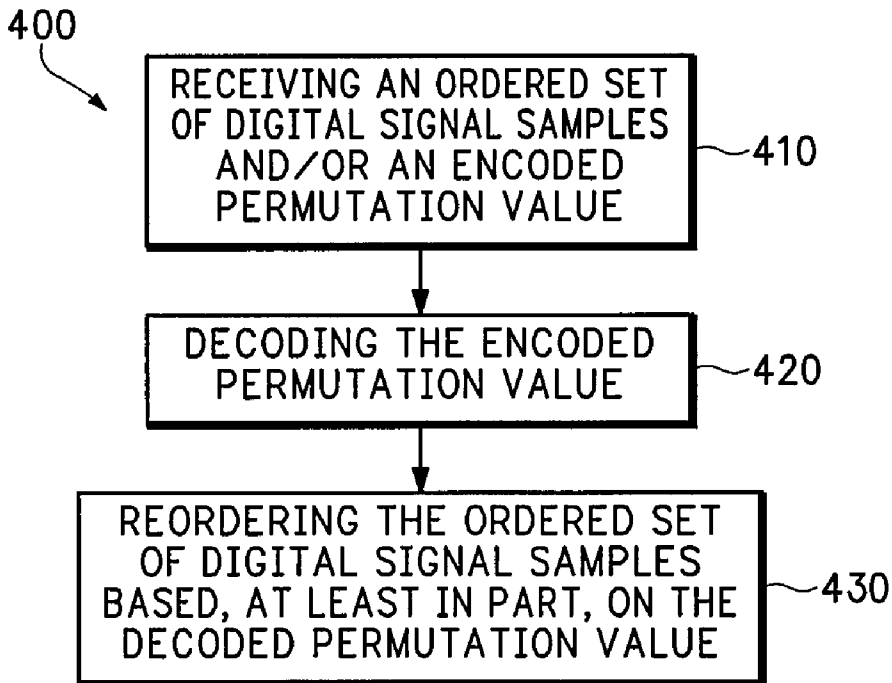 400
RECEIVING AN ORDERED SET
OF DIGITAL SIGNAL SAMPLES
AND/OR AN ENCODED
PERMUTATION VALUE
410
DECODING THE ENCODED
PERMUTATION VALUE
420
REORDERING THE ORDERED SET
OF DIGITAL SIGNAL SAMPLES
BASED, AT LEAST IN PART, ON THE
DECODED PERMUTATION VALUE
430